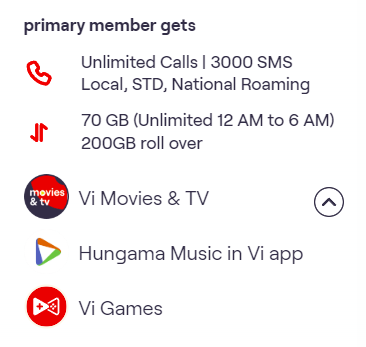 primary member gets
Unlimited Calls | 3000 SMS
Local, STD, National Roaming
70 GB (Unlimited 12 AM to 6 AM)
200GB roll over
movies
& tv
Vi Movies & TV
Hungama Music in Vi app
Vi Games